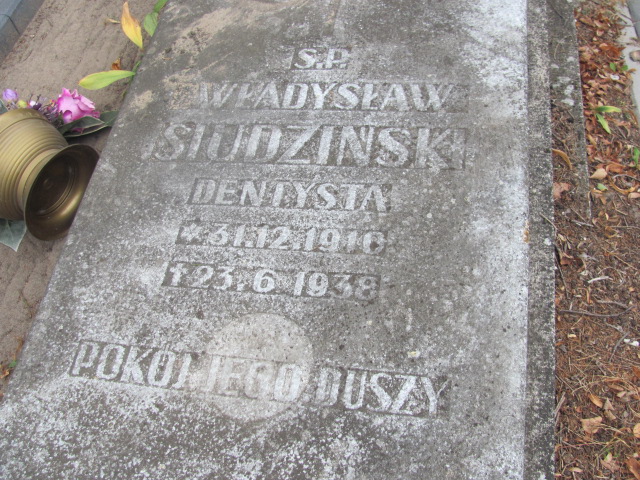 Ś.P.
WŁADYSŁAW
SIUDZIŃSKI
DENTYSTA
*31.12.1910
†23.6 1938
POKÓJ JEGO DUSZY